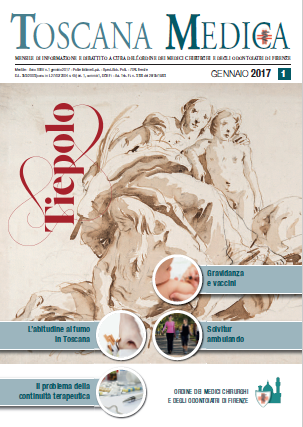 TOSCANA MEDICA
MENSILE DI INFORMAZIONE E DIBATTITO A CURA DELL'ORDINE DEI MEDICI CHIRURGHI E DEGLI ODONTOIATRI DI FIRENZE
GENNAIO 2017 1
Tiepolo
Gravidanza
e vaccini
L'abitudine al fumo
in Toscana
Solvitur
ambulando
Il problema della
continuità terapeutica
ORDINE DEI MEDICI CHIRURGHI
E DEGLI ODONTOIATRI DI FIRENZE